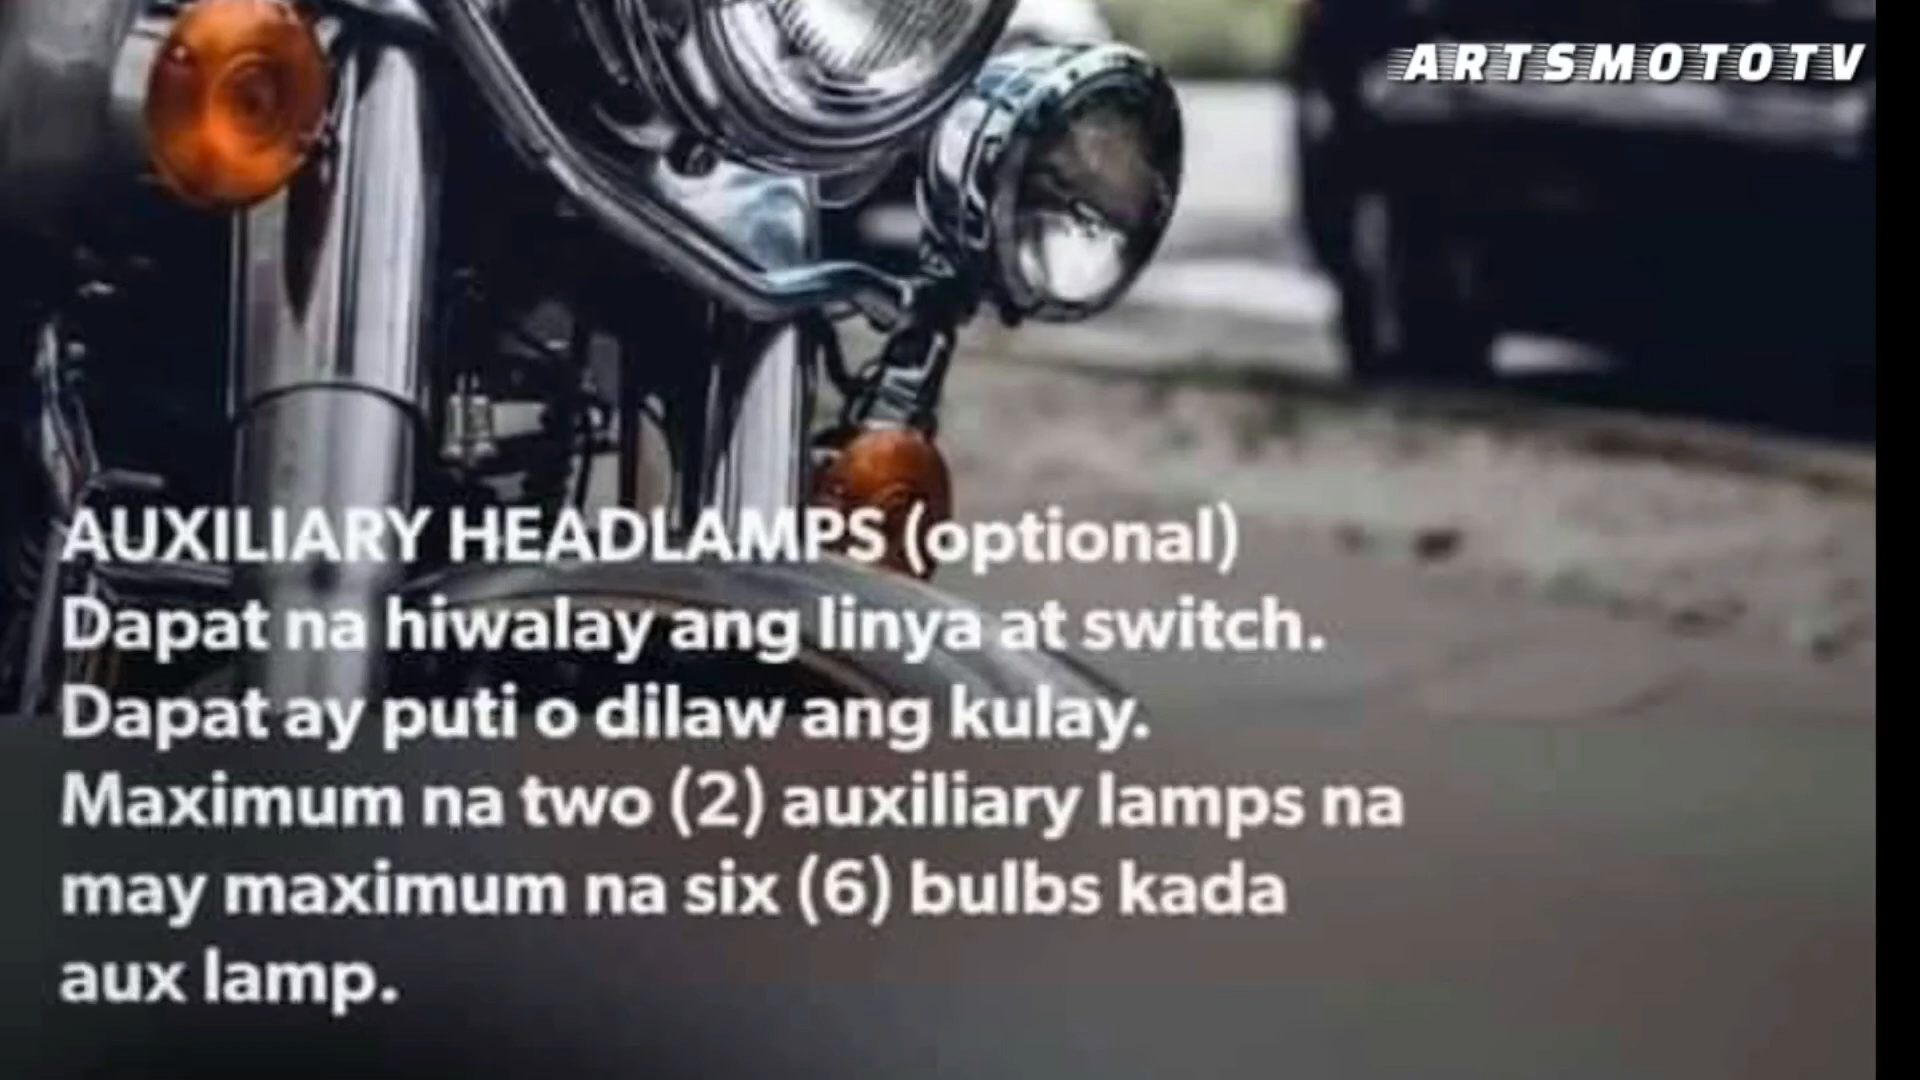 ARTSMOTOTV
AUXILIARY HEADLAMPS (optional)
Dapat na hiwalay ang linya at switch.
Dapat ay puti o dilaw ang kulay.
Maximum na two (2) auxiliary lamps na
may maximum na six (6) bulbs kada
aux lamp.